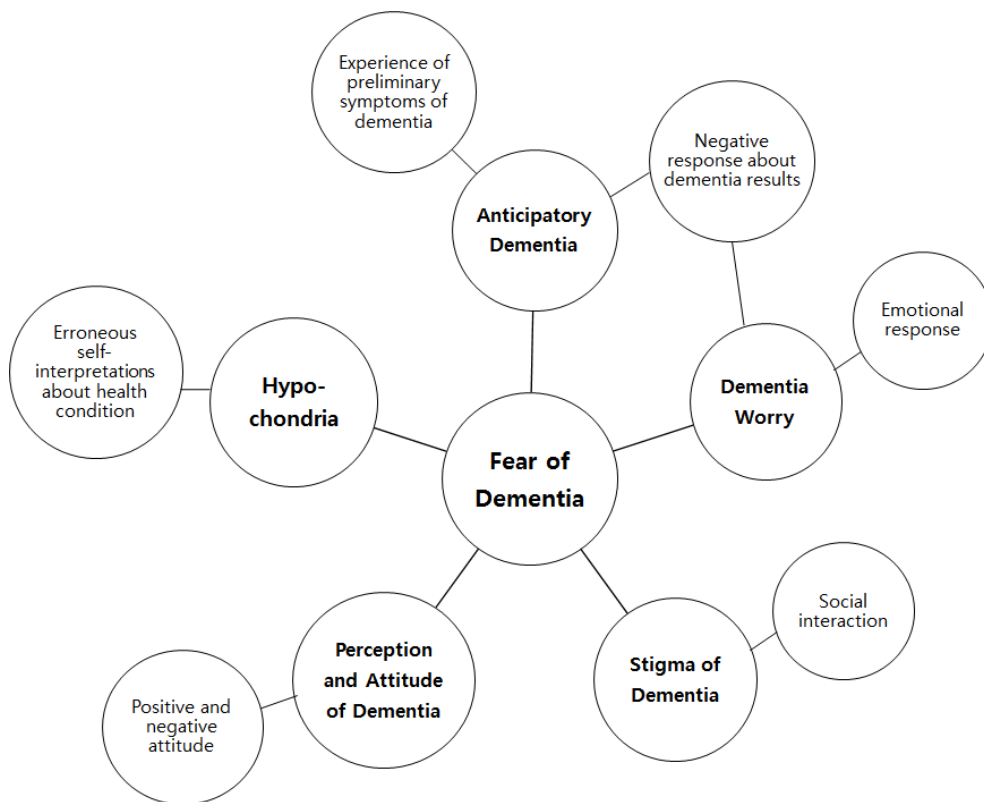 Experience of
preliminary
symptoms of
dementia
Negative
response about
dementia results
Anticipatory
Dementia
Emotional
response
Erroneous
self-
interpretations
about health
condition
Hypo-
chondria
Dementia
Worry
Fear of
Dementia
Social
interaction
Perception
and Attitude
of Dementia
Stigma of
Dementia
Positive and
negative
attitude